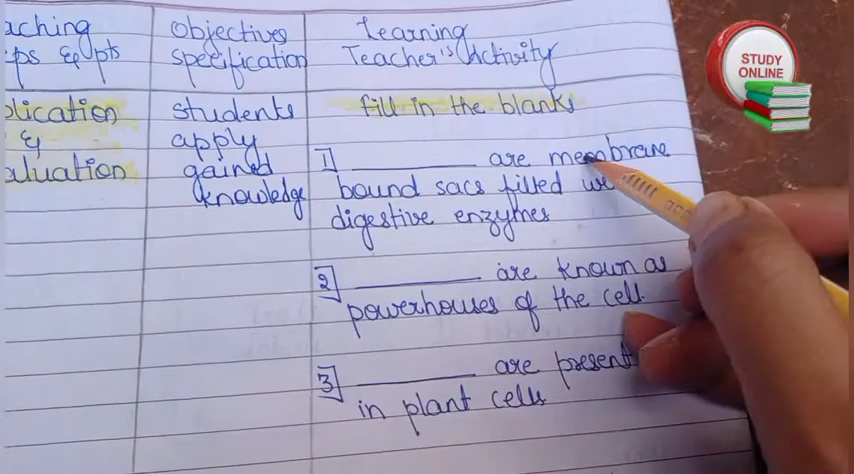 aching
ps & pts
objectives
specification
Learning
Teacher's Activity
plication
&
aluation
students
apply
gained
knowledge
fill in the blanks
1] ________ are membrane
bound sacs filled
digestive enzymes
2] ________ are known as
powerhouses of the cell.
3] ________ are present
in plant cells
STUDY
ONLINE